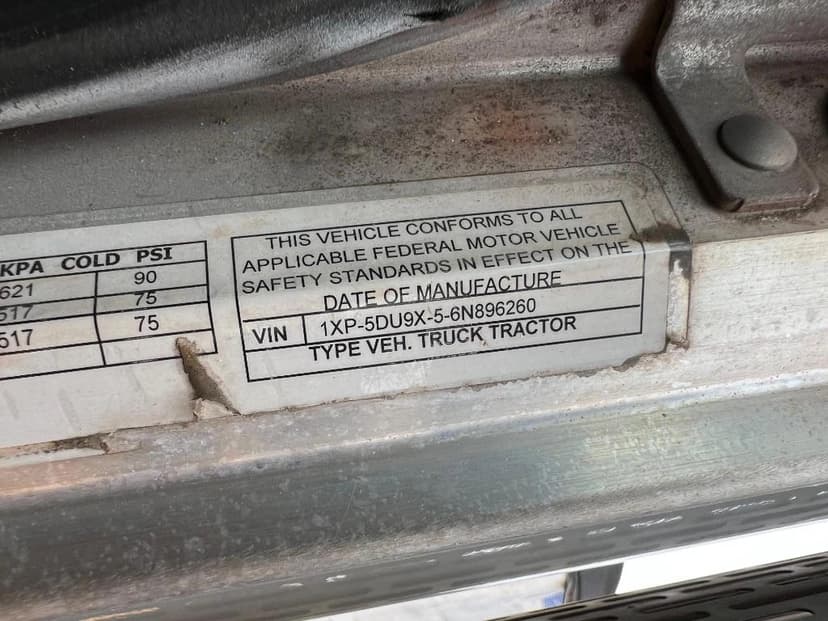 KPA COLD PSI
621 90
517 75
517 75
THIS VEHICLE CONFORMS TO ALL
APPLICABLE FEDERAL MOTOR VEHICLE
SAFETY STANDARDS IN EFFECT ON THE
DATE OF MANUFACTURE
VIN 1XP-5DU9X-5-6N896260
TYPE VEH. TRUCK TRACTOR